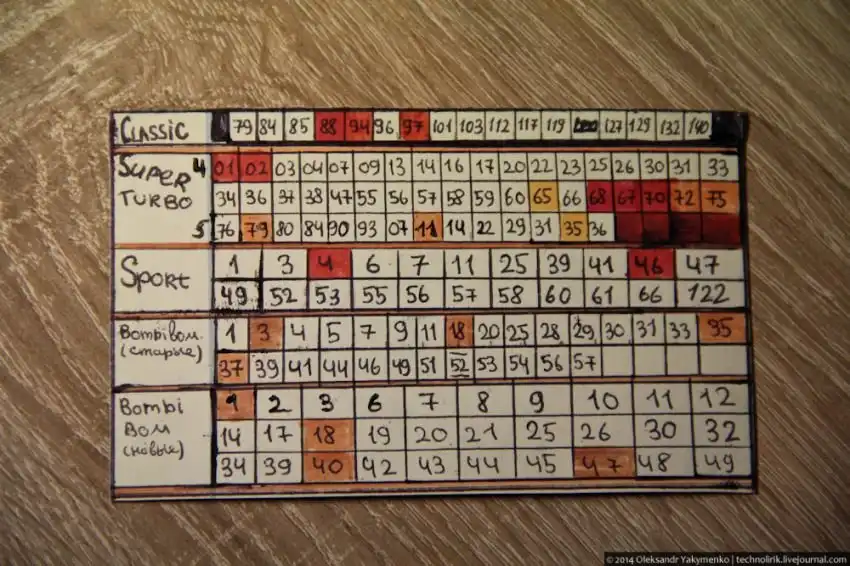 CLASSIC 79 84 85 88 94 96 97 101 103 112 117 119 127 129 132 140
SUPER 4 01 02 03 04 07 09 13 14 16 17 20 22 23 25 26 30 31 33
TURBO 34 36 37 38 47 55 56 57 58 59 60 65 66 68 67 70 72 75
5 76 79 80 84 90 93 07 11 14 22 29 31 35 36
SPORT 1 3 4 6 7 11 25 39 41 46 47
49 52 53 55 56 57 58 60 61 66 122
Bombibom 1 3 4 5 7 9 11 18 20 25 28 29 30 31 33 35
(старые) 37 39 41 44 46 49 51 52 53 54 56 57
Bombi 1 2 3 6 7 8 9 10 11 12
BOM 14 17 18 19 20 21 25 26 30 32
(новые) 34 39 40 42 43 44 45 47 48 49
© 2014 Oleksandr Yakymenko | technolirik.livejournal.com